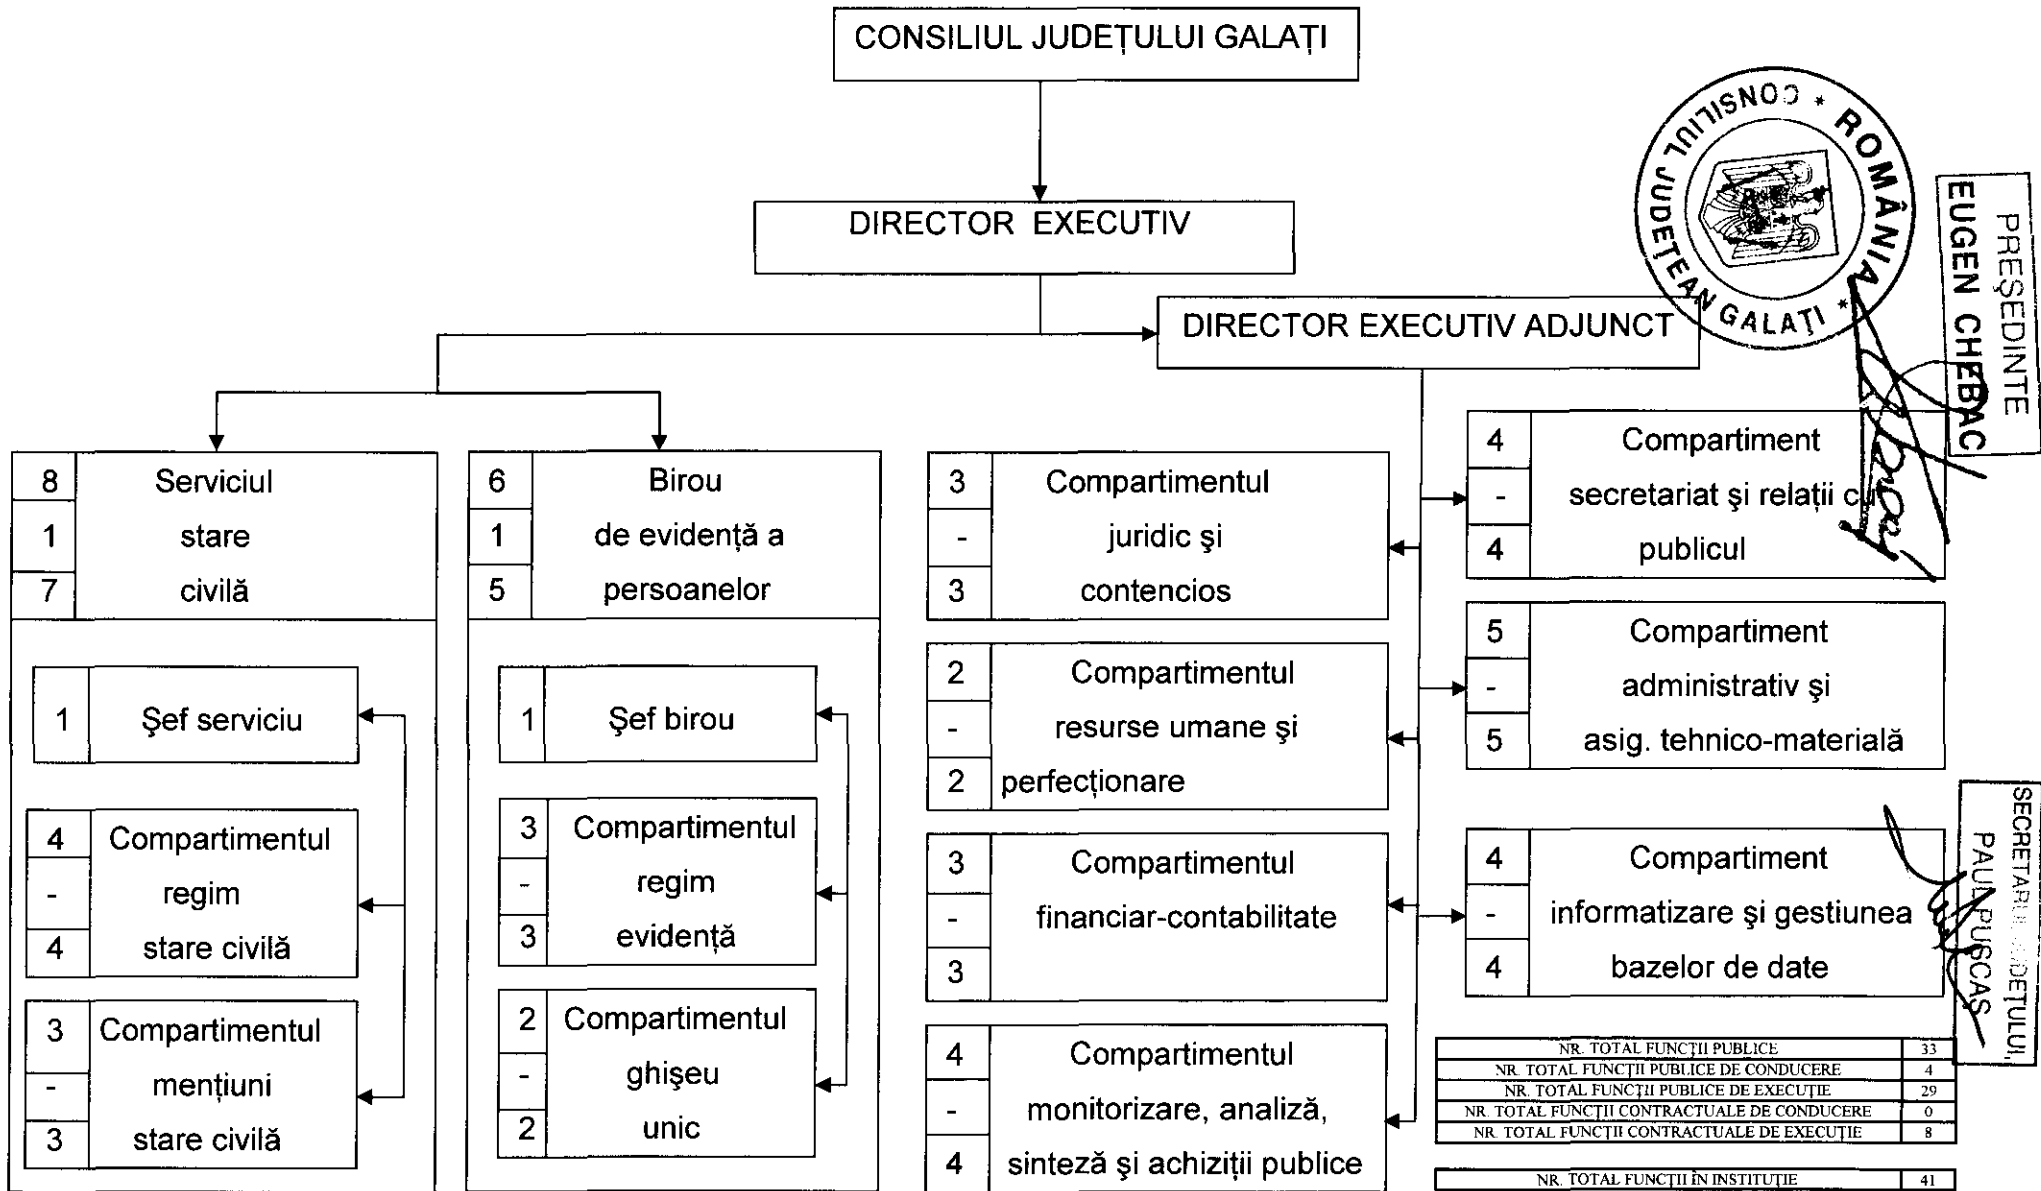 CONSILIUL JUDEȚULUI GALAȚI
DIRECTOR EXECUTIV
DIRECTOR EXECUTIV ADJUNCT
ROMÂNIA * CONSILIUL JUDEȚEAN GALAȚI *
PREȘEDINTE
EUGEN CHEBAC
8 Serviciul
1 stare
7 civilă
1 Șef serviciu
4 Compartimentul
- regim
4 stare civilă
3 Compartimentul
- mențiuni
3 stare civilă
6 Birou
1 de evidență a
5 persoanelor
1 Șef birou
3 Compartimentul
- regim
3 evidență
2 Compartimentul
- ghișeu
2 unic
3 Compartimentul
- juridic și
3 contencios
2 Compartimentul
- resurse umane și
2 perfecționare
3 Compartimentul
- financiar-contabilitate
3
4 Compartimentul
- monitorizare, analiză,
4 sinteză și achiziții publice
4 Compartiment
- secretariat și relații cu
4 publicul
5 Compartiment
- administrativ și
5 asig. tehnico-materială
4 Compartiment
- informatizare și gestiunea
4 bazelor de date
SECRETARUL JUDEȚULUI,
PAUL PUSCAS
NR. TOTAL FUNCȚII PUBLICE 33
NR. TOTAL FUNCȚII PUBLICE DE CONDUCERE 4
NR. TOTAL FUNCȚII PUBLICE DE EXECUȚIE 29
NR. TOTAL FUNCȚII CONTRACTUALE DE CONDUCERE 0
NR. TOTAL FUNCȚII CONTRACTUALE DE EXECUȚIE 8
NR. TOTAL FUNCȚII ÎN INSTITUȚIE 41